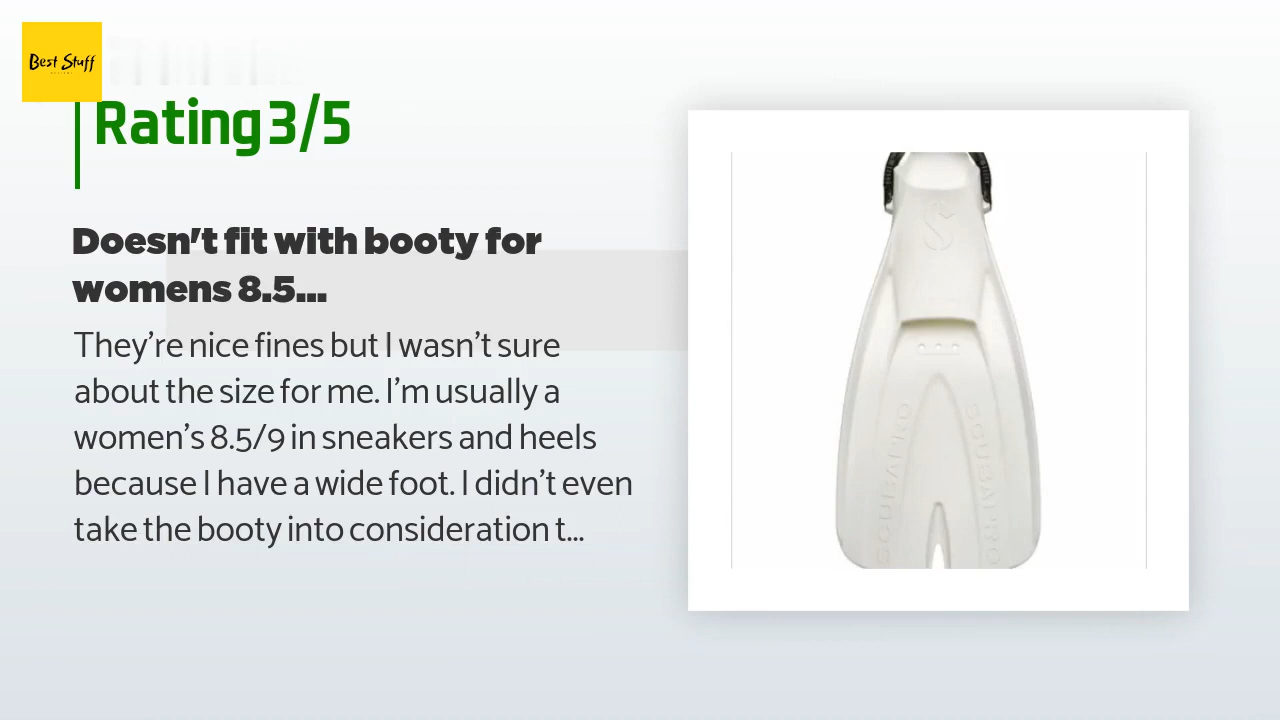 Best Stuff
Rating 3/5
Doesn't fit with booty for
womens 8.5...
They're nice fines but I wasn't sure
about the size for me. I'm usually a
women's 8.5/9 in sneakers and heels
because I have a wide foot. I didn't even
take the booty into consideration t...
SCUBAPRO
SCUBAPRO